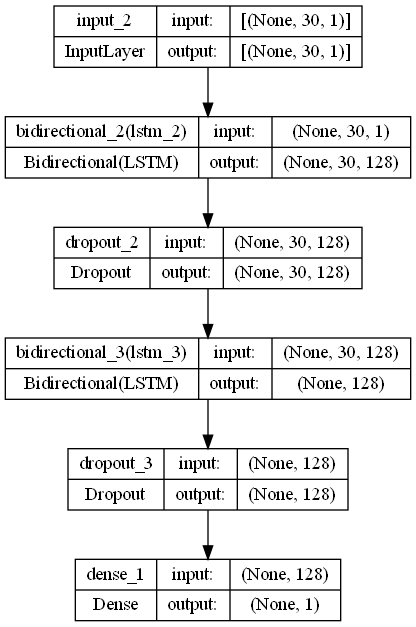 input_2 input: [(None, 30, 1)]
InputLayer output: [(None, 30, 1)]
bidirectional_2(lstm_2) input: (None, 30, 1)
Bidirectional(LSTM) output: (None, 30, 128)
dropout_2 input: (None, 30, 128)
Dropout output: (None, 30, 128)
bidirectional_3(lstm_3) input: (None, 30, 128)
Bidirectional(LSTM) output: (None, 128)
dropout_3 input: (None, 128)
Dropout output: (None, 128)
dense_1 input: (None, 128)
Dense output: (None, 1)